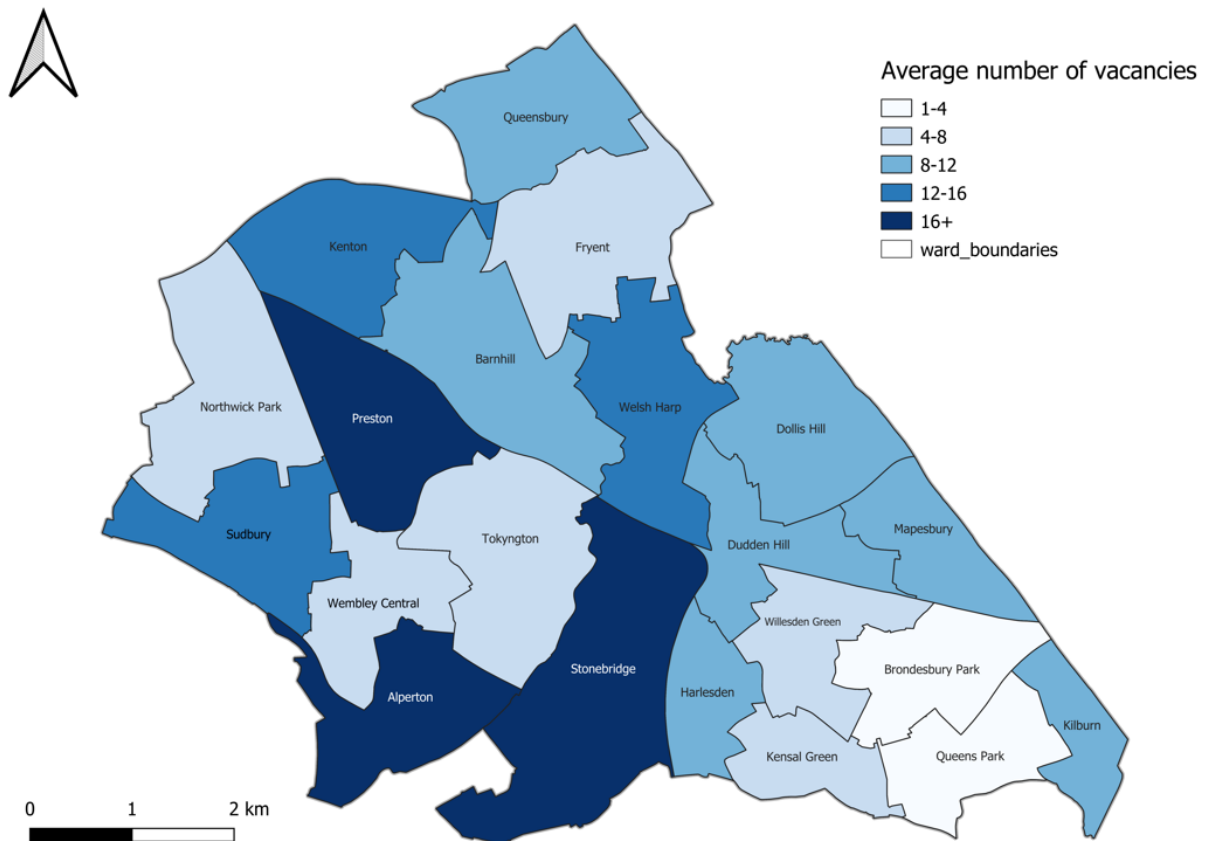 Average number of vacancies
1-4
4-8
8-12
12-16
16+
ward_boundaries
Queensbury
Kenton
Fryent
Barnhill
Northwick Park
Preston
Welsh Harp
Dollis Hill
Sudbury
Tokyngton
Dudden Hill
Mapesbury
Wembley Central
Willesden Green
Stonebridge
Brondesbury Park
Alperton
Harlesden
Kilburn
Kensal Green
Queens Park
0 1 2 km